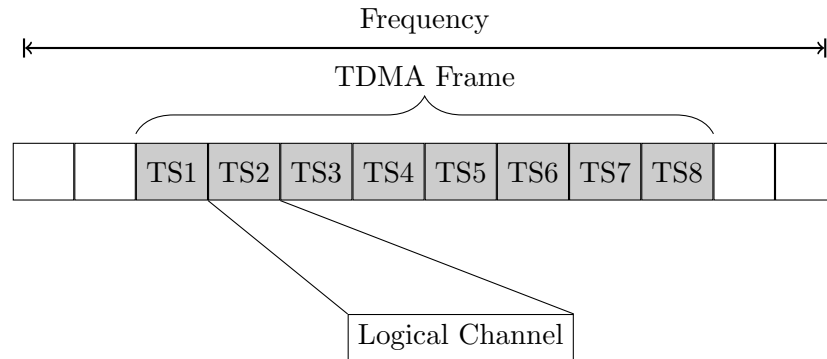 Frequency
TDMA Frame
TS1 TS2 TS3 TS4 TS5 TS6 TS7 TS8
Logical Channel